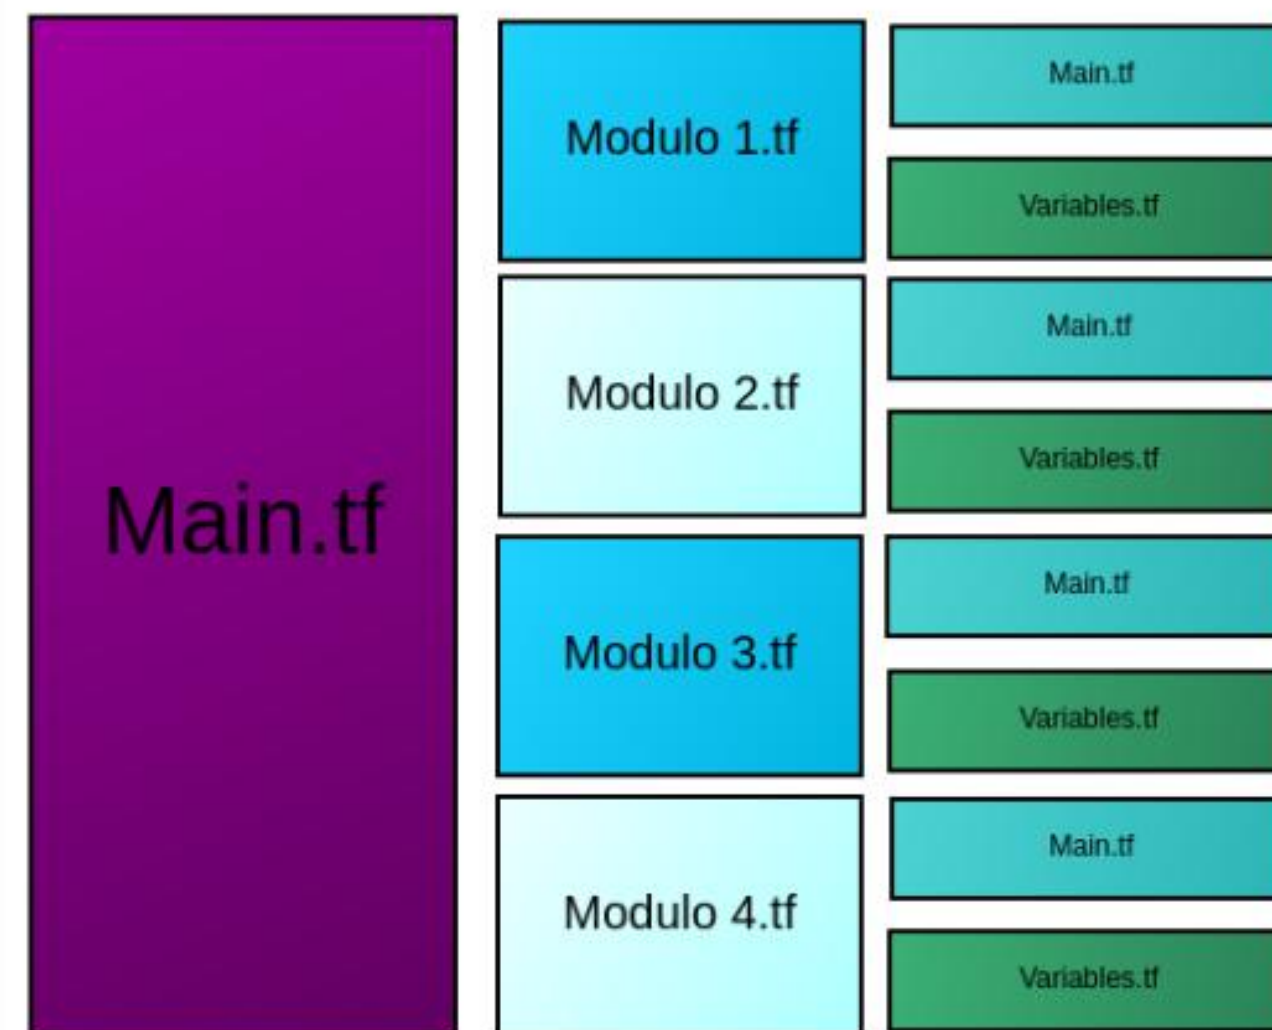 Main.tf
Modulo 1.tf
Main.tf
Variables.tf
Modulo 2.tf
Main.tf
Variables.tf
Modulo 3.tf
Main.tf
Variables.tf
Modulo 4.tf
Main.tf
Variables.tf